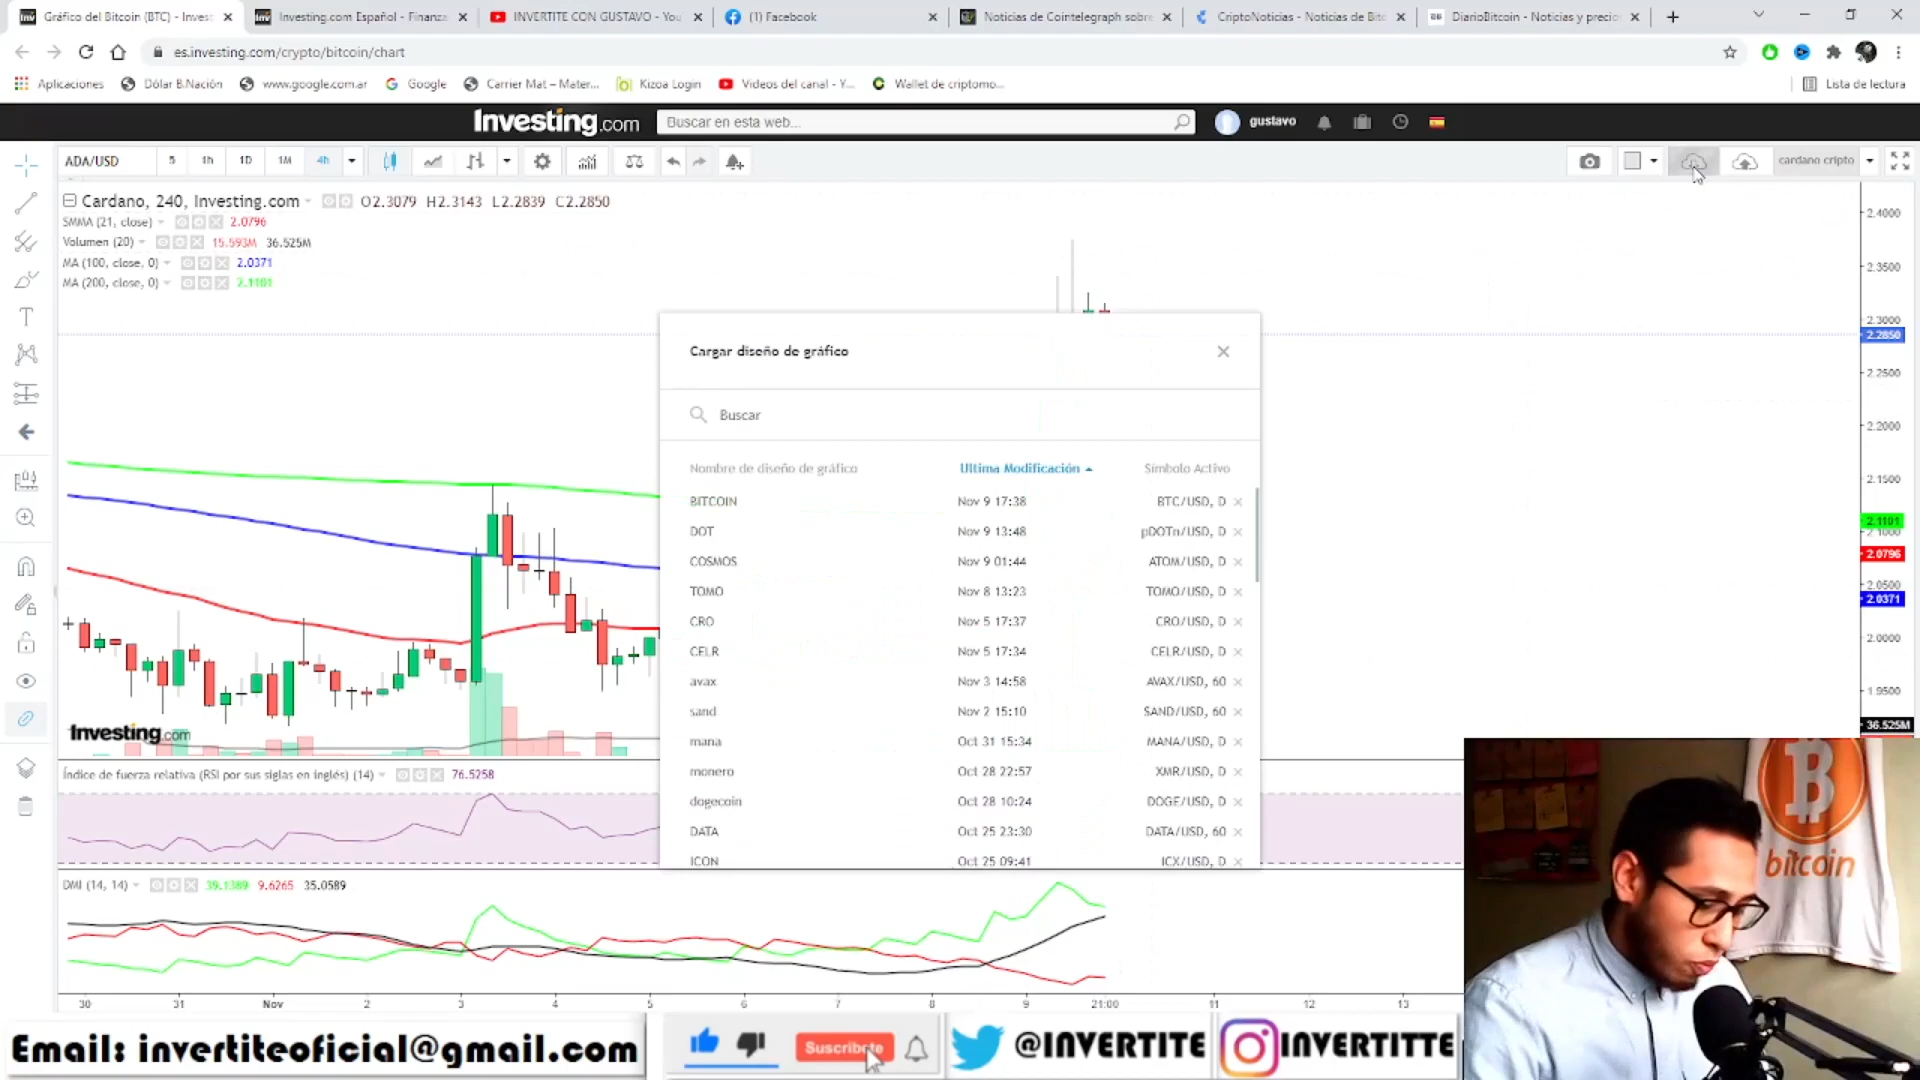 Gráfico del Bitcoin (BTC) - Invest
Investing.com Español - Finanza
INVERTITE CON GUSTAVO - You
(1) Facebook
Noticias de Cointelegraph sobre
CriptoNoticias - Noticias de Bitc
DiarioBitcoin - Noticias y precio
es.investing.com/crypto/bitcoin/chart
Aplicaciones
Dólar B.Nación
www.google.com.ar
Google
Carrier Mat – Mater...
Kizoa Login
Videos del canal - Y...
Wallet de criptomo...
Lista de lectura
Investing.com
Buscar en esta web...
gustavo
ADA/USD
5
1h
1D
1M
4h
cardano cripto
Cardano, 240, Investing.com
O2.3079 H2.3143 L2.2839 C2.2850
SMMA (21, close) 2.0796
Volumen (20) 15.593M 36.525M
MA (100, close, 0) 2.0371
MA (200, close, 0) 2.1101
2.4000
2.3500
2.3000
2.2850
2.2500
2.2000
2.1500
2.1101
2.1000
2.0796
2.0500
2.0371
2.0000
1.9500
36.525M
Cargar diseño de gráfico
Buscar
Nombre de diseño de gráfico Ultima Modificación Símbolo Activo
BITCOIN Nov 9 17:38 BTC/USD, D
DOT Nov 9 13:48 pDOTn/USD, D
COSMOS Nov 9 01:44 ATOM/USD, D
TOMO Nov 8 13:23 TOMO/USD, D
CRO Nov 5 17:37 CRO/USD, D
CELR Nov 5 17:34 CELR/USD, D
avax Nov 3 14:58 AVAX/USD, 60
sand Nov 2 15:10 SAND/USD, 60
mana Oct 31 15:34 MANA/USD, D
monero Oct 28 22:57 XMR/USD, D
dogecoin Oct 28 10:24 DOGE/USD, D
DATA Oct 25 23:30 DATA/USD, 60
ICON Oct 25 09:41 ICX/USD, D
Investing.com
Índice de fuerza relativa (RSI por sus siglas en inglés) (14) 76.5258
DMI (14, 14) 39.1389 9.6265 35.0589
30 31 Nov 2 3 4 5 6 7 8 9 21:00 11 12 13
bitcoin
Email: invertiteoficial@gmail.com
Suscribete
@INVERTITE
INVERTITTE